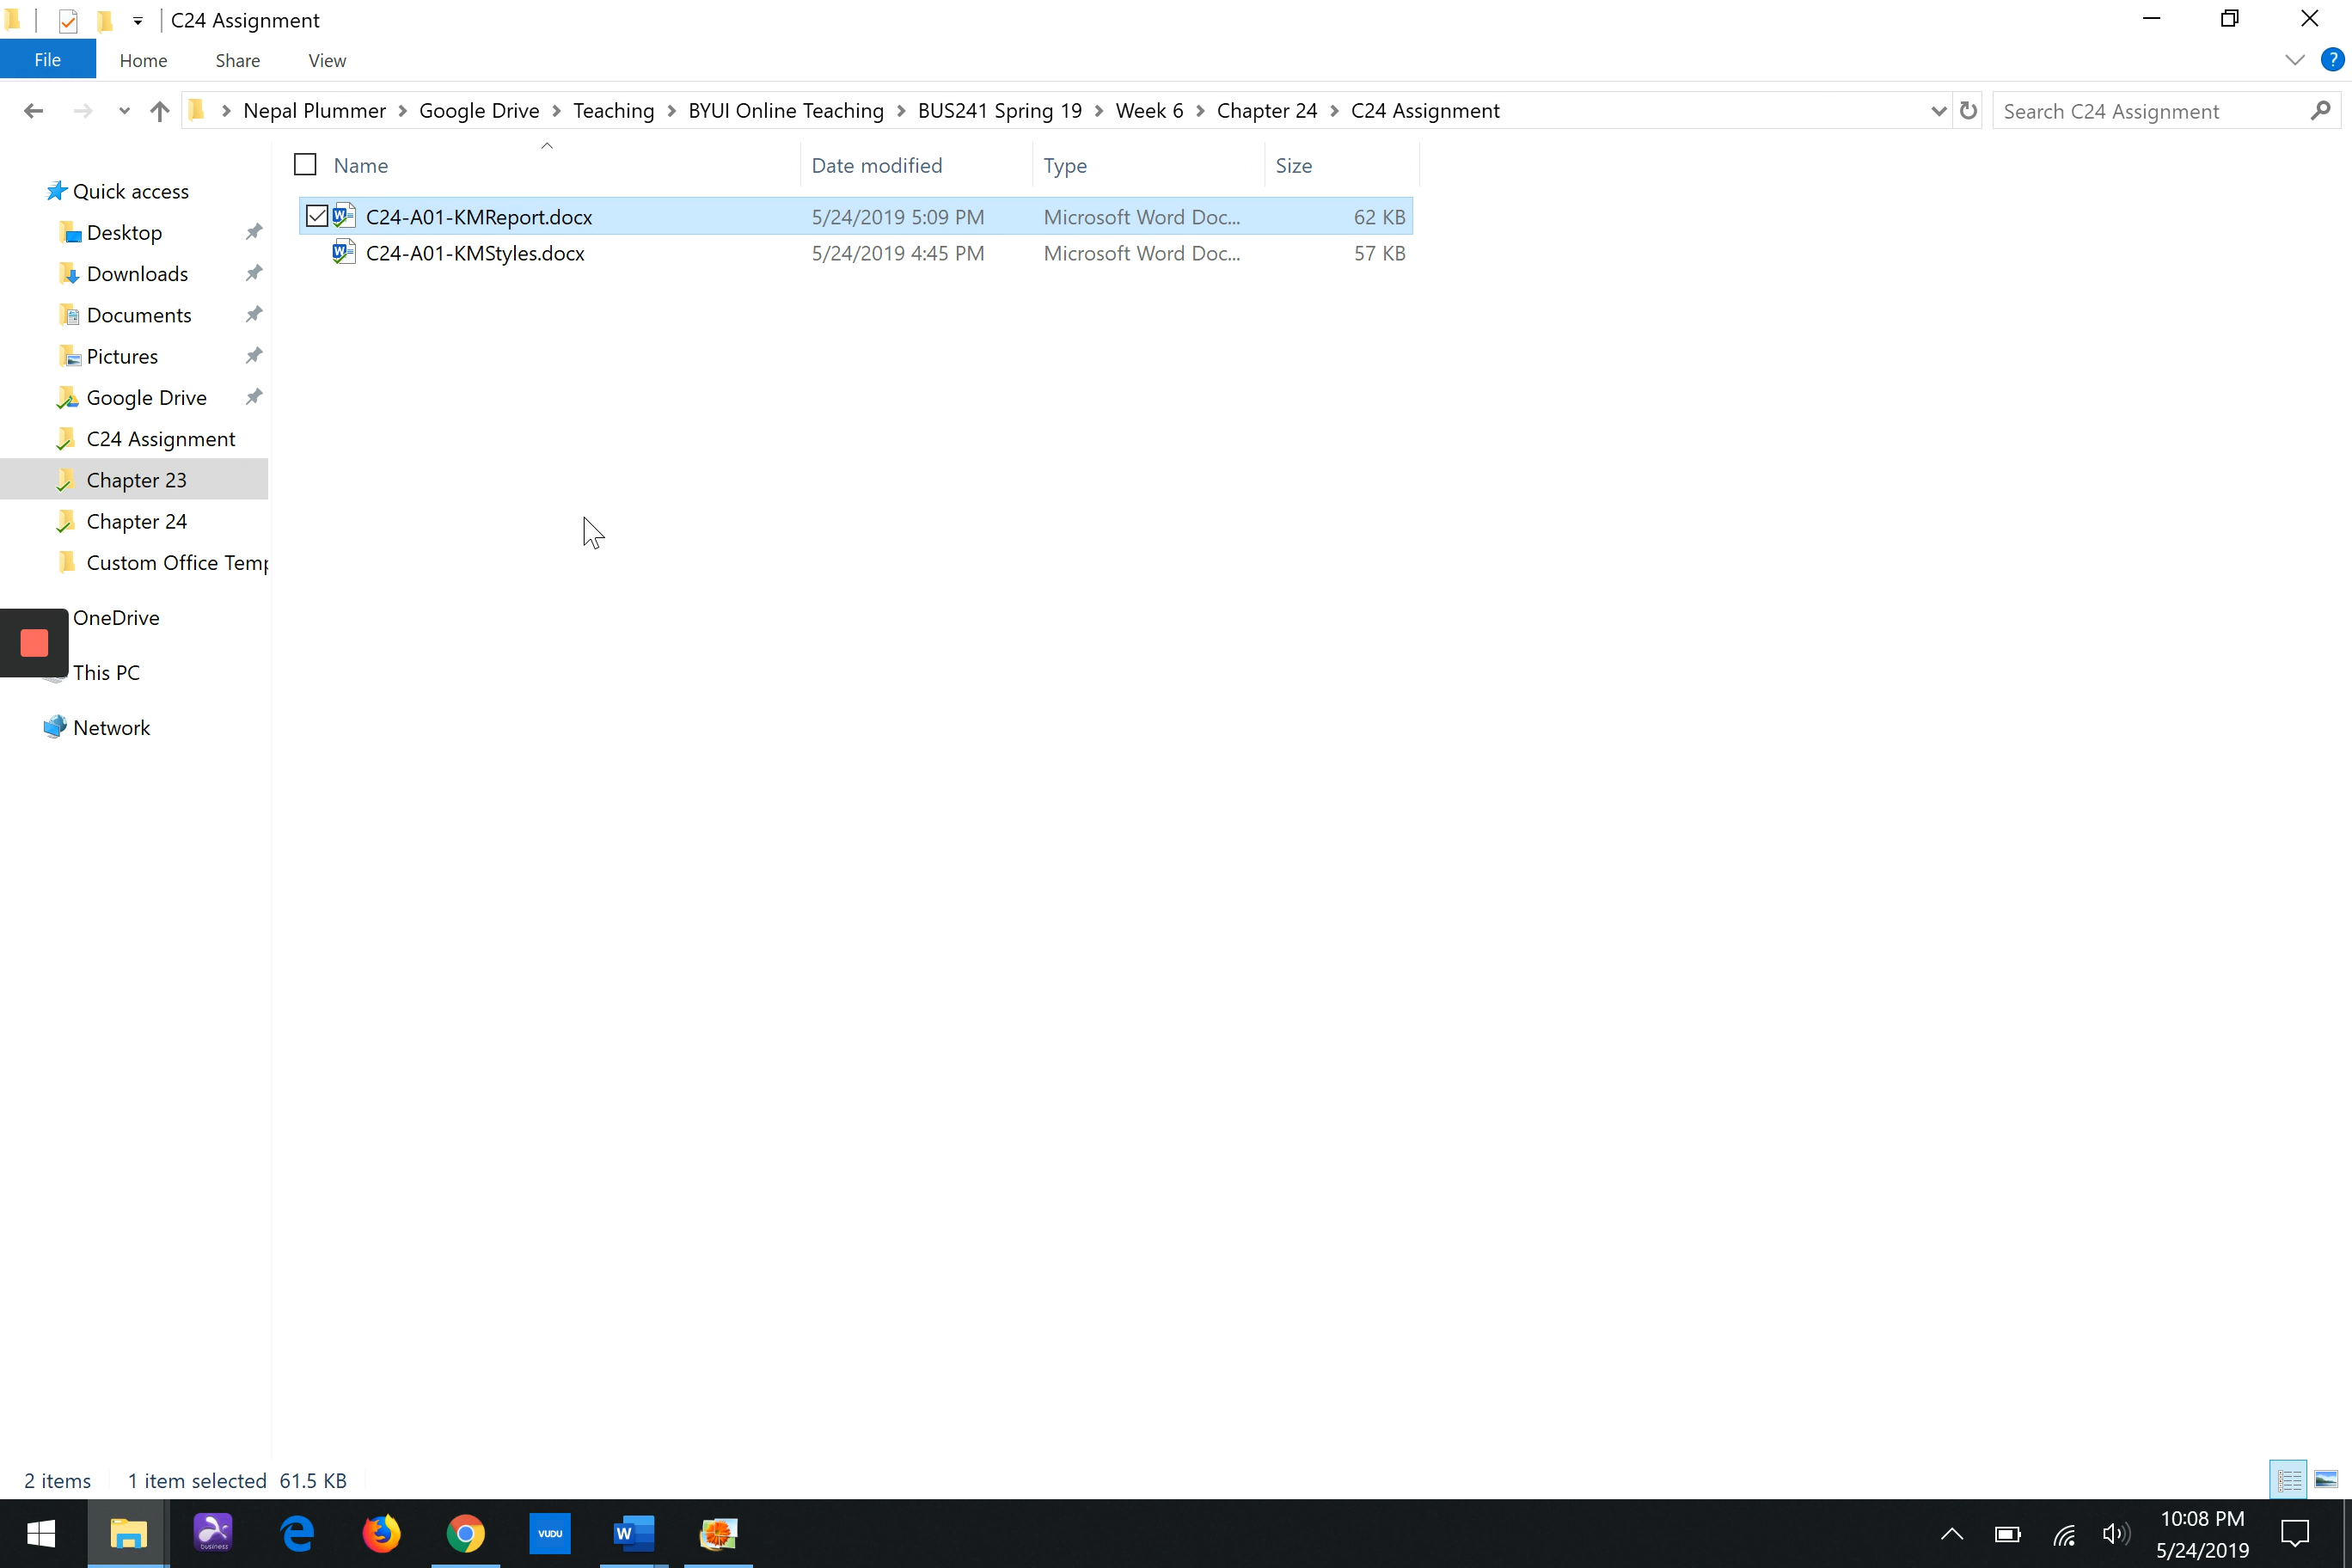 C24 Assignment
File Home Share View
Nepal Plummer Google Drive Teaching BYUI Online Teaching BUS241 Spring 19 Week 6 Chapter 24 C24 Assignment Search C24 Assignment
Name Date modified Type Size
C24-A01-KMReport.docx 5/24/2019 5:09 PM Microsoft Word Doc... 62 KB
C24-A01-KMStyles.docx 5/24/2019 4:45 PM Microsoft Word Doc... 57 KB
Quick access
Desktop
Downloads
Documents
Pictures
Google Drive
C24 Assignment
Chapter 23
Chapter 24
Custom Office Temp
OneDrive
This PC
Network
2 items 1 item selected 61.5 KB
business
VUDU
W
10:08 PM
5/24/2019